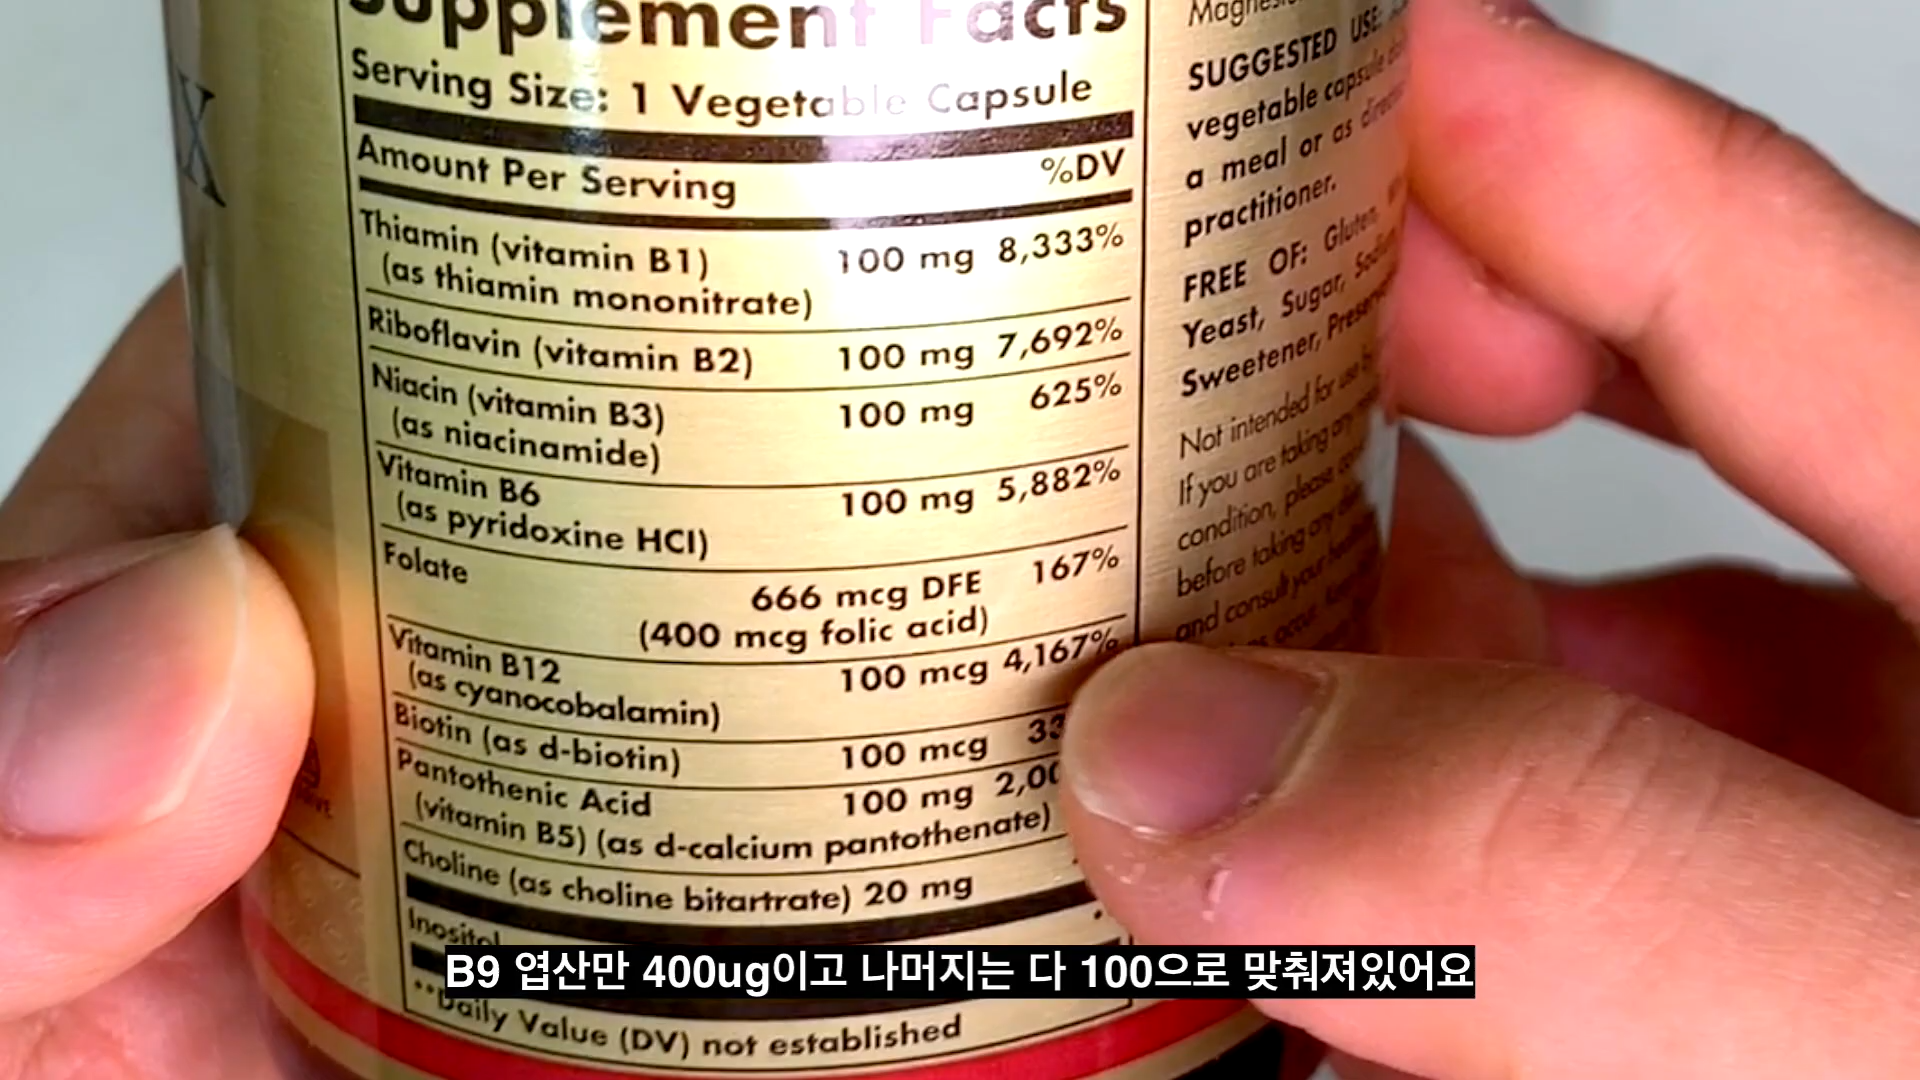 Supplement Facts
Serving Size: 1 Vegetable Capsule
Amount Per Serving %DV
Thiamin (vitamin B1) 100 mg 8,333%
(as thiamin mononitrate)
Riboflavin (vitamin B2) 100 mg 7,692%
Niacin (vitamin B3) 100 mg 625%
(as niacinamide)
Vitamin B6 100 mg 5,882%
(as pyridoxine HCl)
Folate 666 mcg DFE 167%
(400 mcg folic acid)
Vitamin B12 100 mcg 4,167%
(as cyanocobalamin)
Biotin (as d-biotin) 100 mcg
Pantothenic Acid 100 mg
(vitamin B5) (as d-calcium pantothenate)
Choline (as choline bitartrate) 20 mg
Inositol
**Daily Value (DV) not established
SUGGESTED USE:
vegetable capsule
a meal or as
practitioner.
FREE OF: Gluten,
Yeast, Sugar,
Sweetener,
Not intended for use
If you are taking any
condition, please
before taking any
and consult your
X
B9 엽산만 400ug이고 나머지는 다 100으로 맞춰져있어요